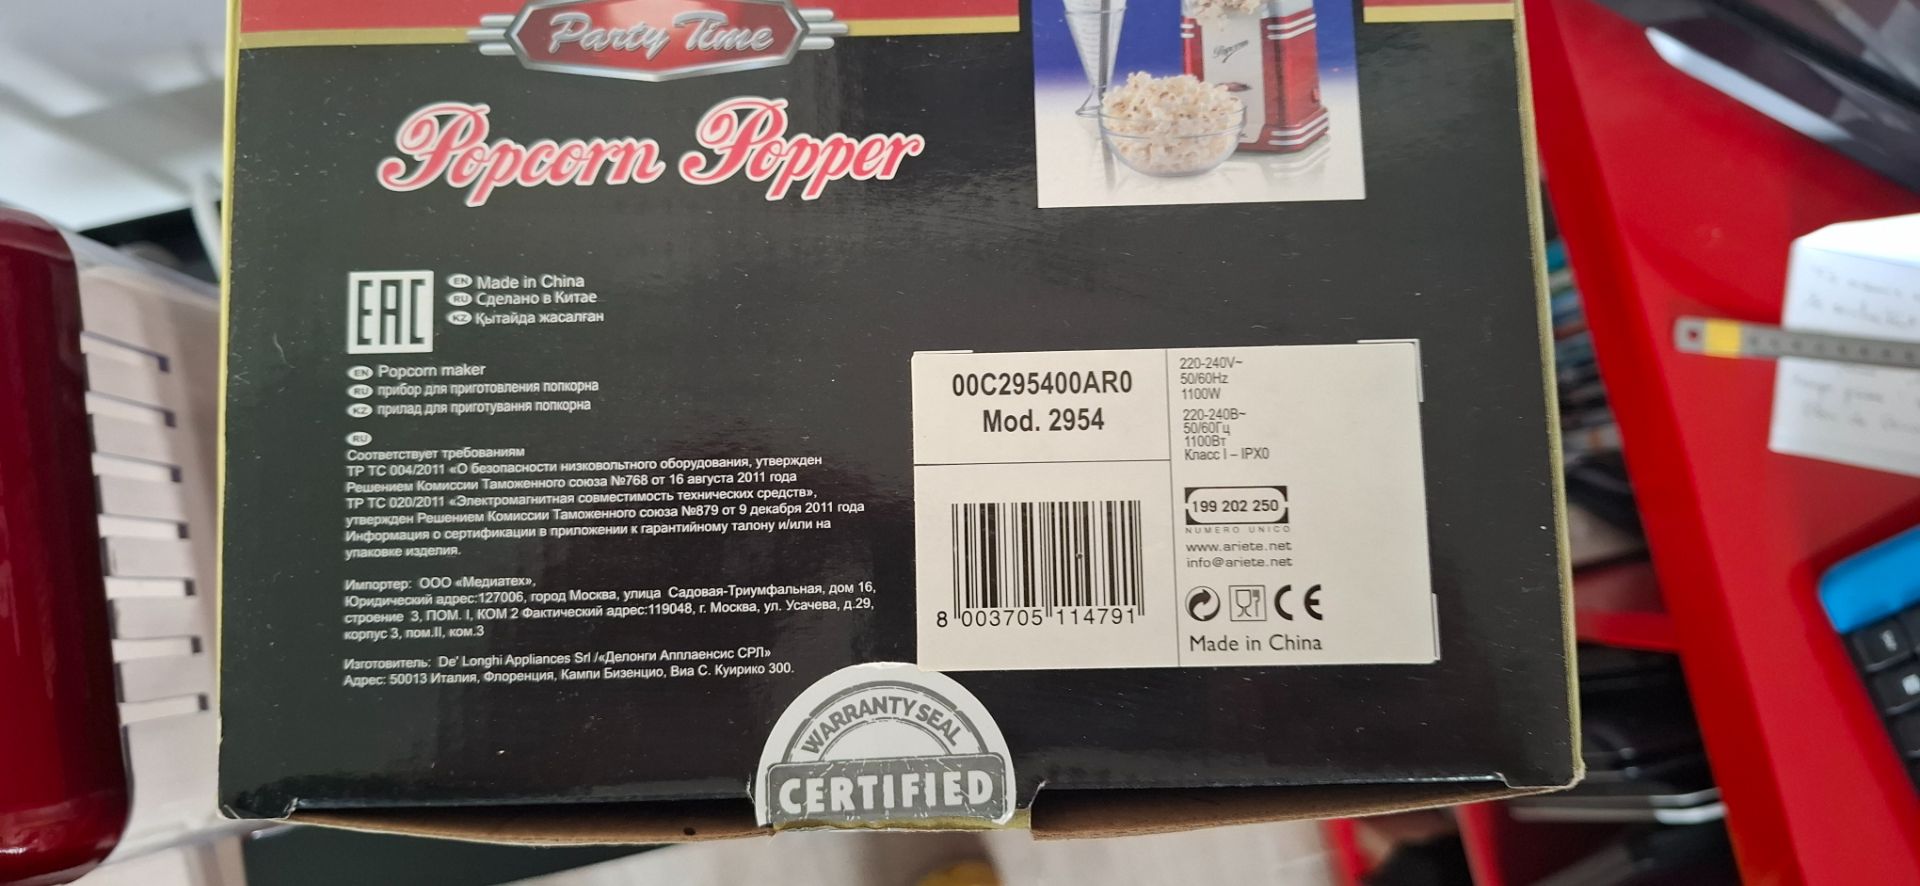 Party Time
Popcorn Popper
Popcorn
EAC
EN Made in China
RU Сделано в Китае
KZ Қытайда жасалған
EN Popcorn maker
RU прибор для приготовления попкорна
KZ прилад для приготування попкорна
RU
Соответствует требованиям
ТР ТС 004/2011 «О безопасности низковольтного оборудования, утвержден
Решением Комиссии Таможенного союза №768 от 16 августа 2011 года
ТР ТС 020/2011 «Электромагнитная совместимость технических средств»,
утвержден Решением Комиссии Таможенного союза №879 от 9 декабря 2011 года
Информация о сертификации в приложении к гарантийному талону и/или на
упаковке изделия.
Импортер: ООО «Медиатех»,
Юридический адрес:127006, город Москва, улица Садовая-Триумфальная, дом 16,
строение 3, ПОМ. I, КОМ 2 Фактический адрес:119048, г. Москва, ул. Усачева, д.29,
корпус 3, пом.II, ком.3
Изготовитель: De' Longhi Appliances Srl /«Делонги Апплаенсис СРЛ»
Адрес: 50013 Италия, Флоренция, Кампи Бизенцио, Виа С. Куирико 300.
00C295400AR0
Mod. 2954
8 003705 114791
220-240V~
50/60Hz
1100W
220-240В~
50/60Гц
1100Вт
Класс I – IPX0
199 202 250
NUMERO UNICO
www.ariete.net
info@ariete.net
CE
Made in China
WARRANTY SEAL
CERTIFIED